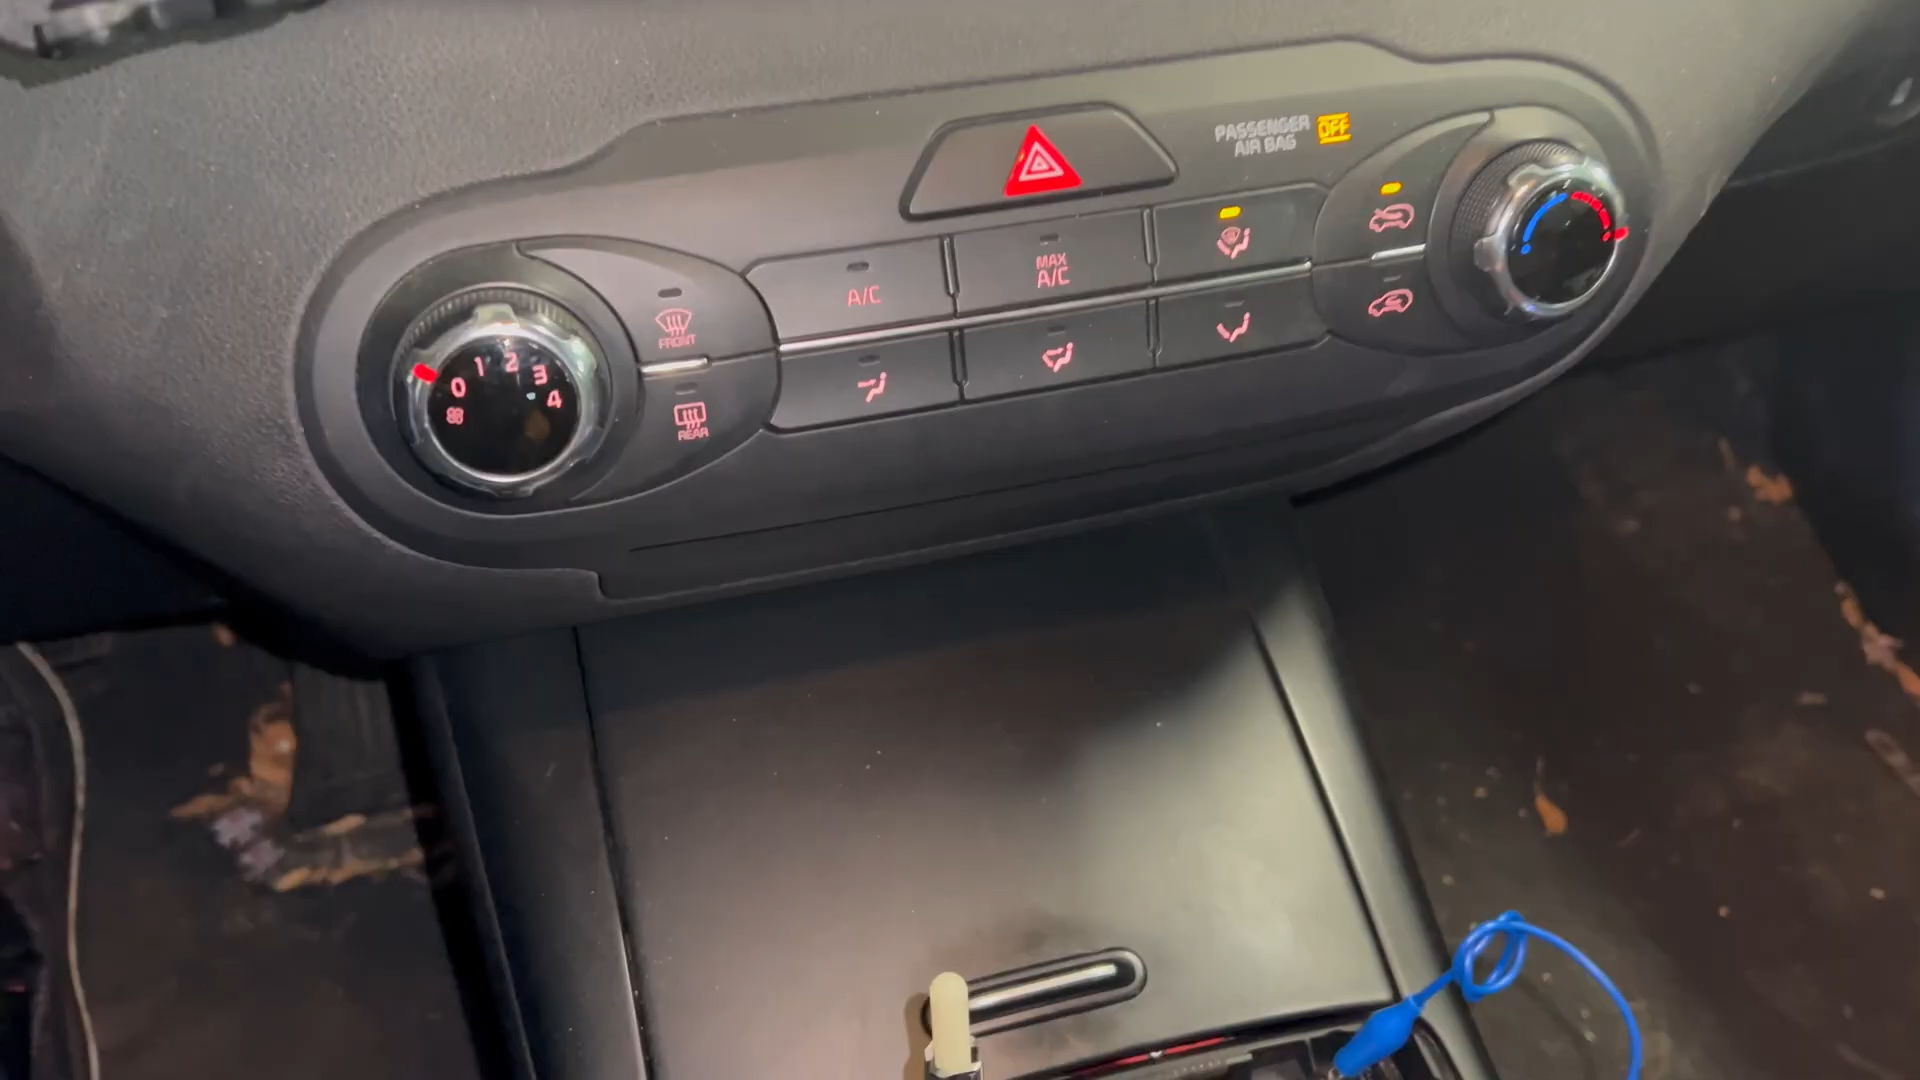 PASSENGER OFF
AIR BAG
FRONT
A/C
MAX
A/C
0 1 2 3 4
REAR